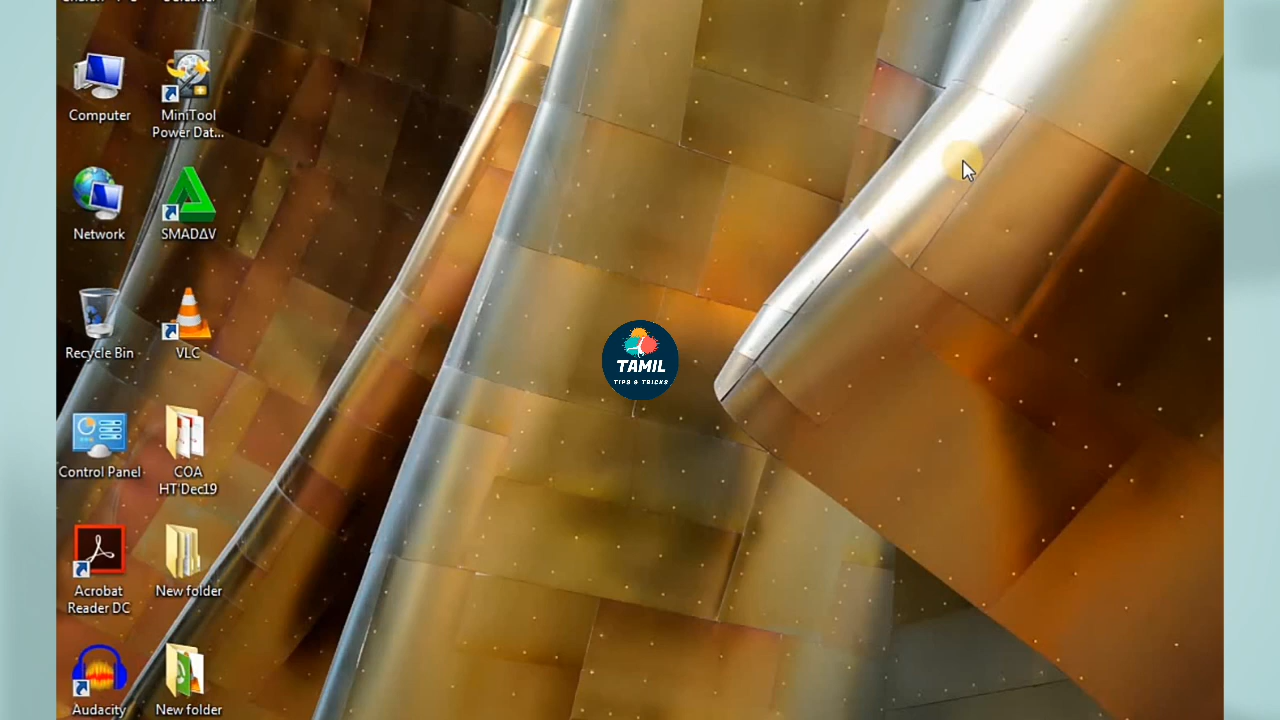 Computer
MiniTool
Power Dat...
Network
SMADΔV
Recycle Bin
VLC
Control Panel
COA
HT'Dec19
Acrobat
Reader DC
New folder
Audacity
New folder
TAMIL
TIPS & TRICKS